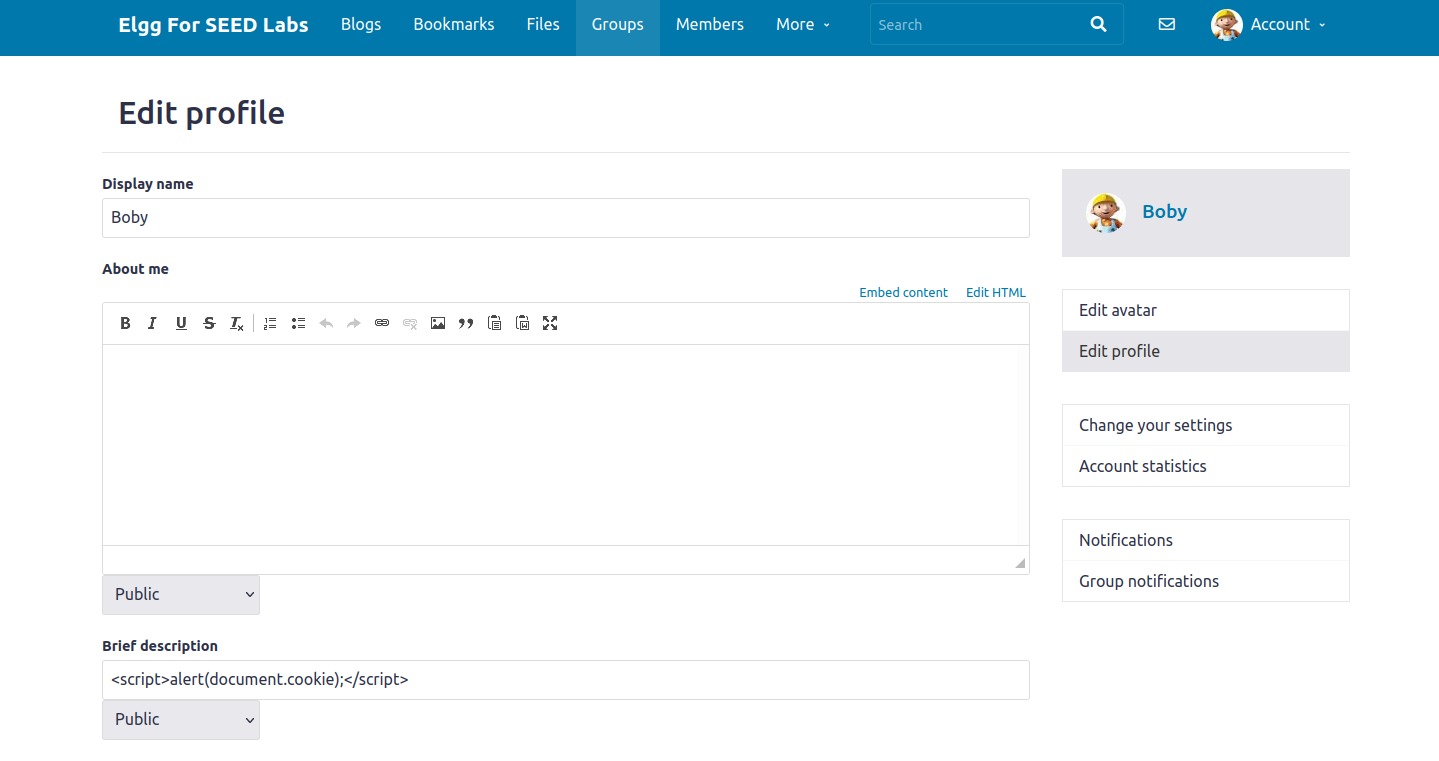 Elgg For SEED Labs Blogs Bookmarks Files Groups Members More Search Account
Edit profile
Display name
Boby
About me
Embed content Edit HTML
B I U S Tx
Public
Brief description
<script>alert(document.cookie);</script>
Public
Boby
Edit avatar
Edit profile
Change your settings
Account statistics
Notifications
Group notifications